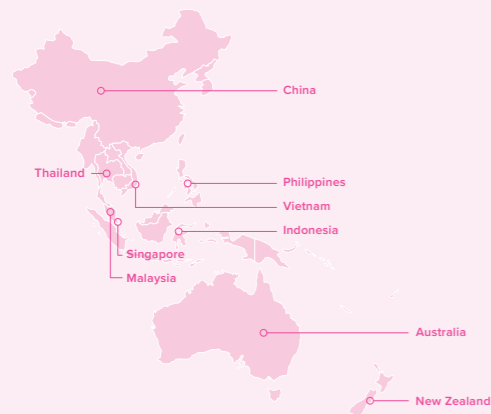 China
Thailand
Philippines
Vietnam
Indonesia
Singapore
Malaysia
Australia
New Zealand